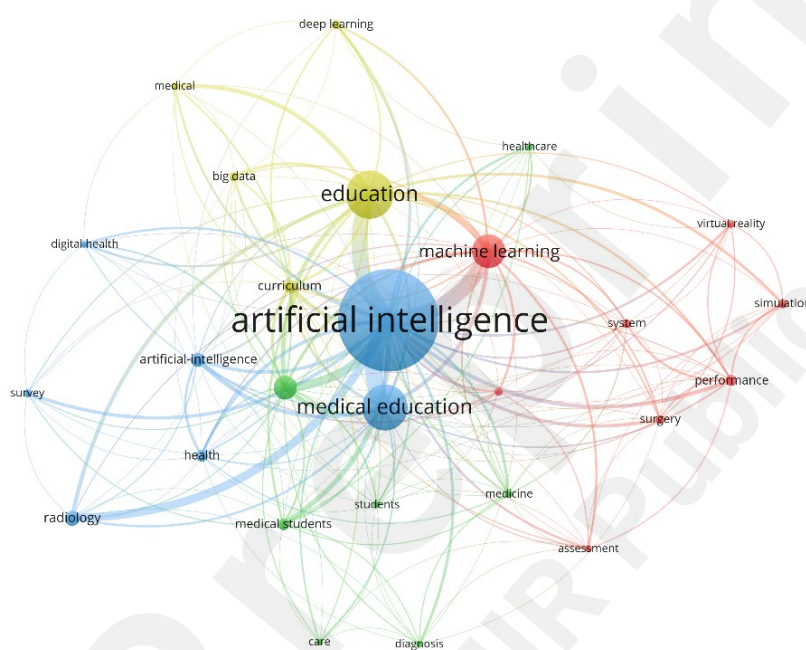 deep learning
medical
healthcare
big data
education
virtual reality
digital health
machine learning
curriculum
simulation
artificial intelligence
system
artificial-intelligence
performance
survey
medical education
surgery
health
medicine
students
radiology
medical students
assessment
care
diagnosis